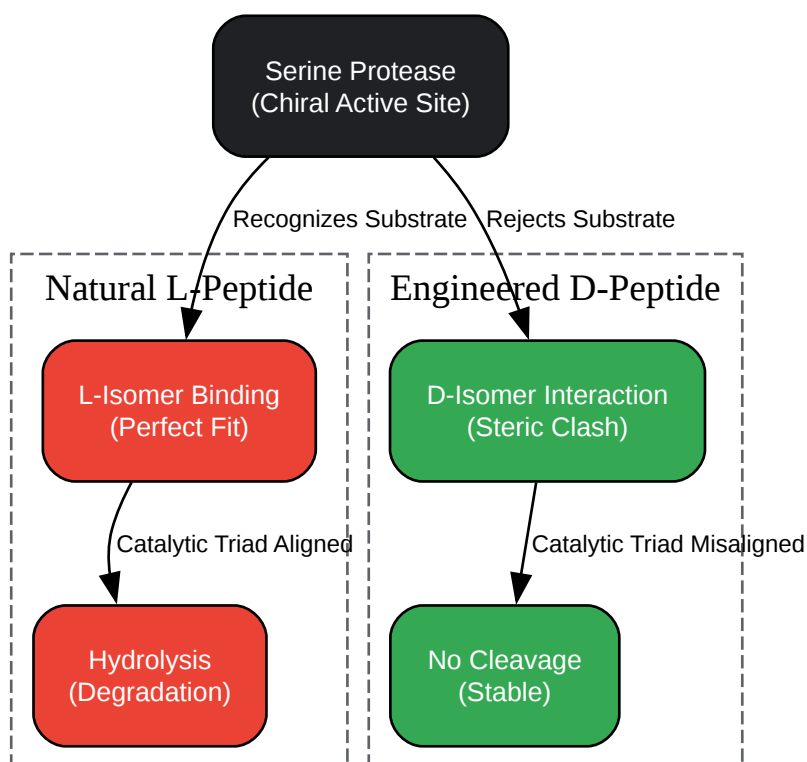 Serine Protease
(Chiral Active Site)
Recognizes Substrate
Rejects Substrate
Natural L-Peptide
Engineered D-Peptide
L-Isomer Binding
(Perfect Fit)
D-Isomer Interaction
(Steric Clash)
Catalytic Triad Aligned
Catalytic Triad Misaligned
Hydrolysis
(Degradation)
No Cleavage
(Stable)